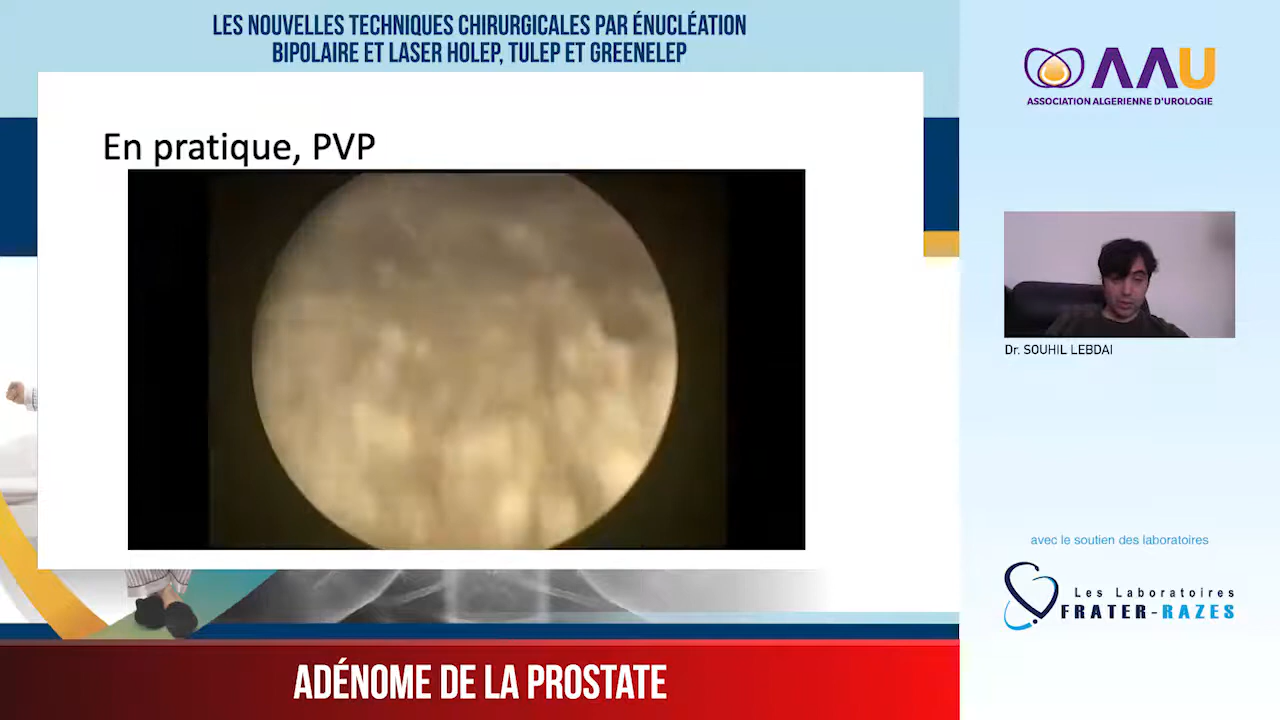 LES NOUVELLES TECHNIQUES CHIRURGICALES PAR ÉNUCLÉATION
BIPOLAIRE ET LASER HOLEP, TULEP ET GREENELEP
En pratique, PVP
ADÉNOME DE LA PROSTATE
AAU
ASSOCIATION ALGERIENNE D'UROLOGIE
Dr. SOUHIL LEBDAI
avec le soutien des laboratoires
Les Laboratoires
FRATER-RAZES